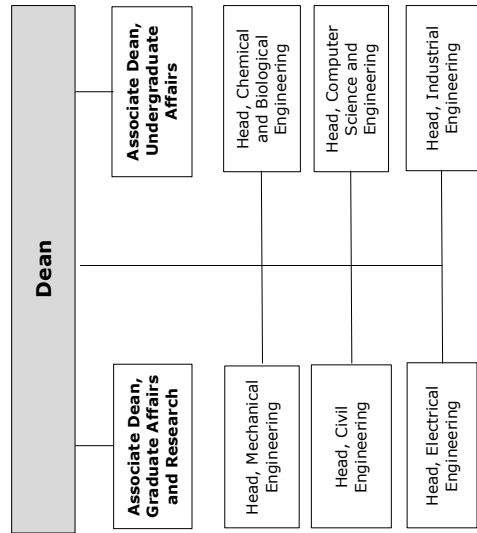 Dean
Associate Dean,
Graduate Affairs
and Research
Associate Dean,
Undergraduate
Affairs
Head, Mechanical
Engineering
Head, Chemical
and Biological
Engineering
Head, Civil
Engineering
Head, Computer
Science and
Engineering
Head, Electrical
Engineering
Head, Industrial
Engineering